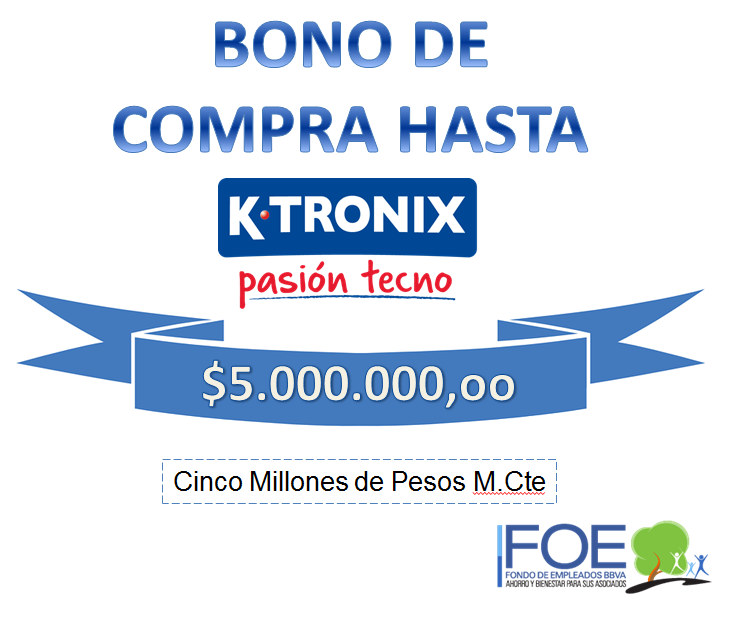 BONO DE
COMPRA HASTA
K·TRONIX
pasión tecno
$5.000.000,oo
Cinco Millones de Pesos M.Cte
FOE
FONDO DE EMPLEADOS BBVA
AHORRO Y BIENESTAR PARA SUS ASOCIADOS